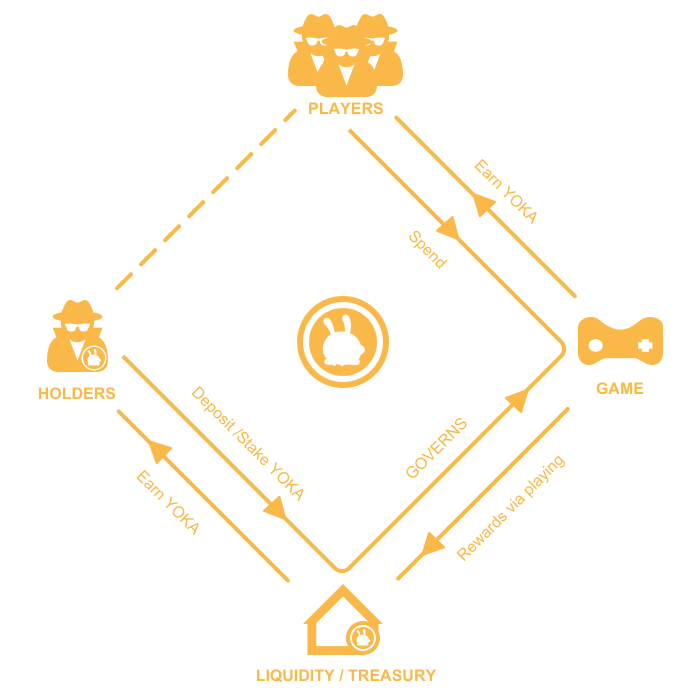 PLAYERS
Earn YOKA
Spend
HOLDERS
GAME
Deposit /Stake YOKA
GOVERNS
Earn YOKA
Rewards via playing
LIQUIDITY / TREASURY